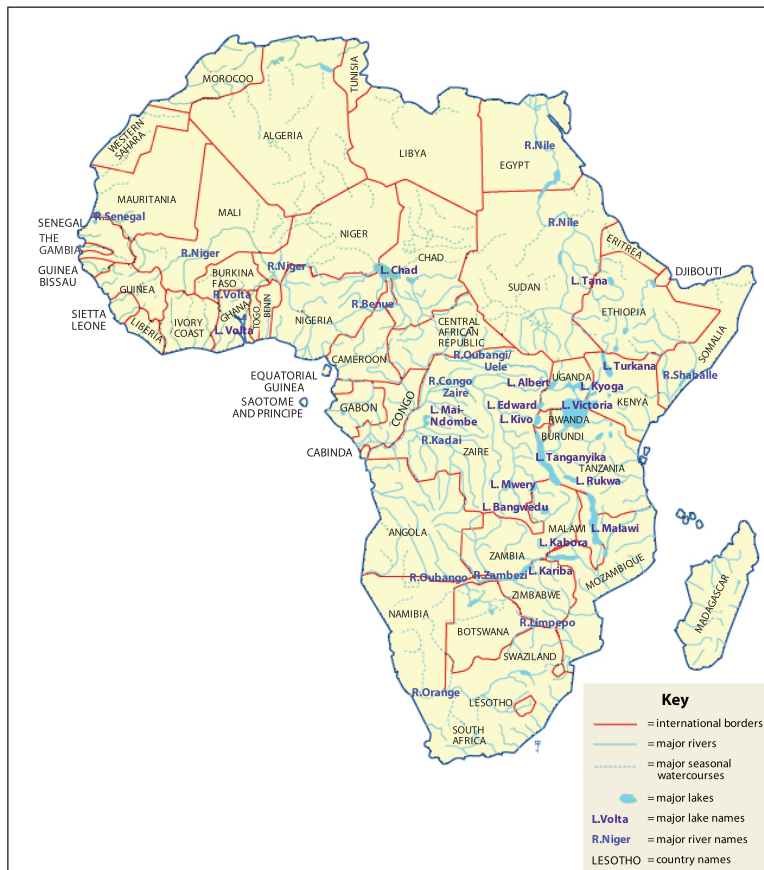 MOROCOO
TUNISIA
WESTERN
SAHARA
ALGERIA
LIBYA
EGYPT
R.Nile
MAURITANIA
R.Senegal
SENEGAL
MALI
NIGER
CHAD
R.Nile
THE
GAMBIA
R.Niger
R.Niger
L.Chad
ERITREA
DJIBOUTI
GUINEA
BISSAU
GUINEA
BURKINA
FASO
R.Volta
BENIN
TOGO
GHANA
L.Volta
NIGERIA
R.Benue
SUDAN
L.Tana
ETHIOPIA
SOMALIA
SIETTA
LEONE
LIBERIA
IVORY
COAST
CENTRAL
AFRICAN
REPUBLIC
CAMEROON
R.Oubangi/
Uele
L.Turkana
R.Shaballe
EQUATORIAL
GUINEA
SAOTOME
AND PRINCIPE
GABON
CONGO
R.Congo
Zaire
L.Albert
UGANDA
L.Kyoga
KENYA
L.Mai-
Ndombe
L.Edward
L.Victoria
L.Kivo
RWANDA
BURUNDI
R.Kadai
CABINDA
ZAIRE
L.Tanganyika
TANZANIA
L.Rukwa
L.Mwery
L.Bangwedu
ANGOLA
MALAWI
L.Malawi
L.Kabora
ZAMBIA
L.Kariba
MOZAMBIQUE
R.Oubango
R.Zambezi
ZIMBABWE
MADAGASCAR
NAMIBIA
BOTSWANA
R.Limpepo
SWAZILAND
R.Orange
LESOTHO
SOUTH
AFRICA
Key
= international borders
= major rivers
= major seasonal
watercourses
= major lakes
L.Volta = major lake names
R.Niger = major river names
LESOTHO = country names